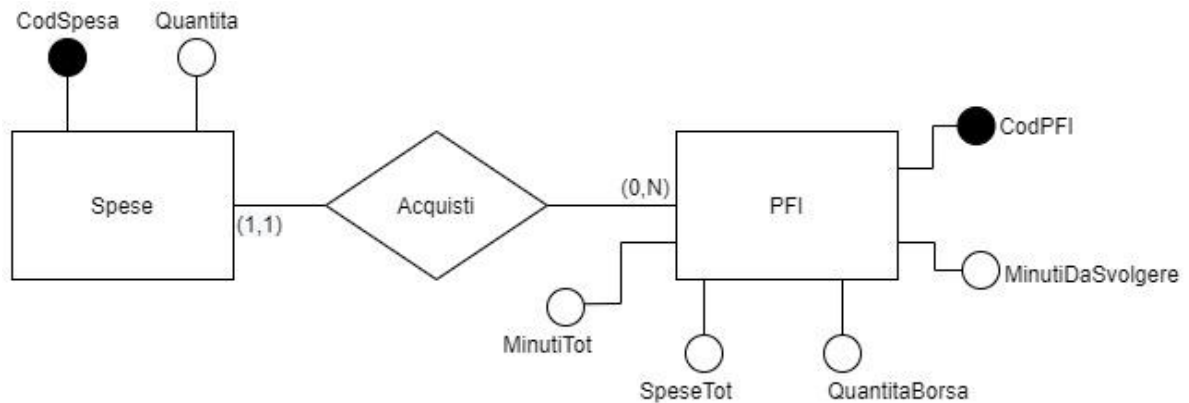 CodSpesa
Quantita
CodPFI
(0,N)
Spese
Acquisti
PFI
(1,1)
MinutiDaSvolgere
MinutiTot
SpeseTot
QuantitaBorsa